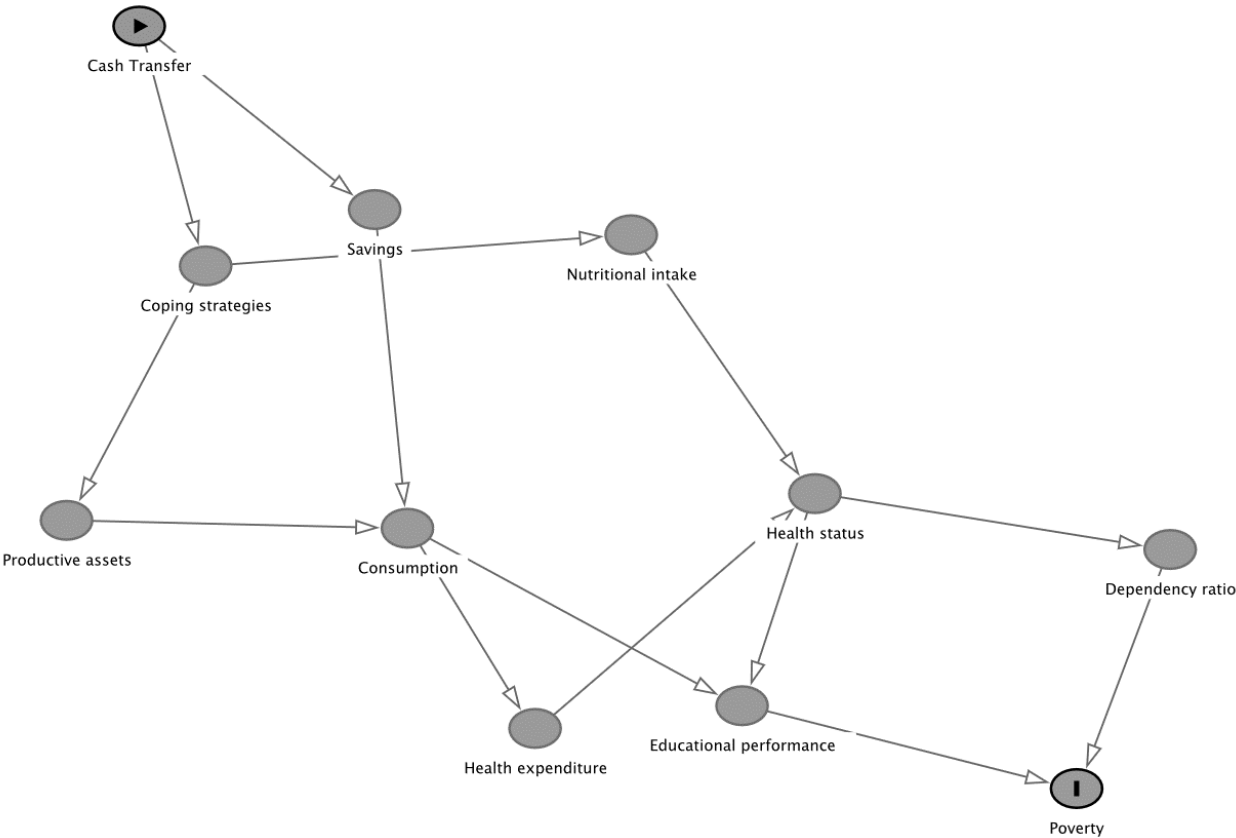 Cash Transfer
Savings
Nutritional intake
Coping strategies
Health status
Productive assets
Consumption
Dependency ratio
Educational performance
Health expenditure
Poverty